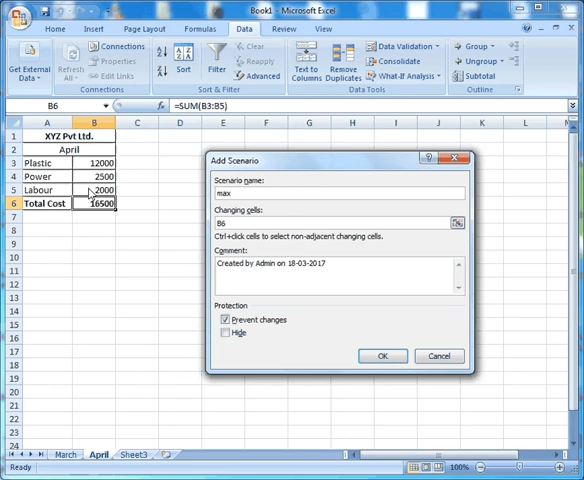 Book1 - Microsoft Excel
Home Insert Page Layout Formulas Data Review View
Get External Data
Refresh All
Connections
Properties
Edit Links
Connections
Sort
Filter
Clear
Reapply
Advanced
Sort & Filter
Text to Columns
Remove Duplicates
Data Validation
Consolidate
What-If Analysis
Data Tools
Group
Ungroup
Subtotal
Outline
B6 fx =SUM(B3:B5)
A B C D E F G H I J K L M
1 XYZ Pvt Ltd.
2 April
3 Plastic 12000
4 Power 2500
5 Labour 2000
6 Total Cost 16500
7
8
9
10
11
12
13
14
15
16
17
18
19
20
21
22
23
24
Add Scenario
Scenario name:
max
Changing cells:
B6
Ctrl+click cells to select non-adjacent changing cells.
Comment:
Created by Admin on 18-03-2017
Protection
Prevent changes
Hide
OK Cancel
March April Sheet3
Ready 100%